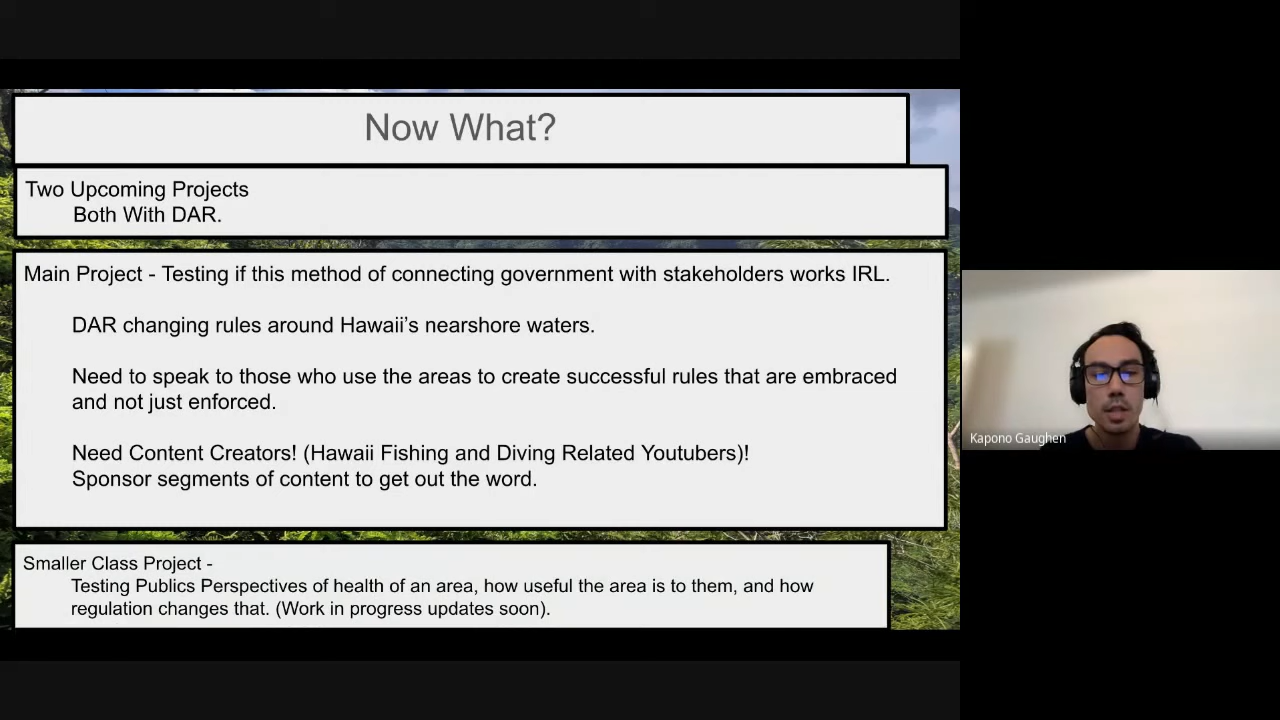 Now What?
Two Upcoming Projects
Both With DAR.
Main Project - Testing if this method of connecting government with stakeholders works IRL.
DAR changing rules around Hawaii’s nearshore waters.
Need to speak to those who use the areas to create successful rules that are embraced
and not just enforced.
Need Content Creators! (Hawaii Fishing and Diving Related Youtubers)!
Sponsor segments of content to get out the word.
Smaller Class Project -
Testing Publics Perspectives of health of an area, how useful the area is to them, and how
regulation changes that. (Work in progress updates soon).
Kapono Gaughen